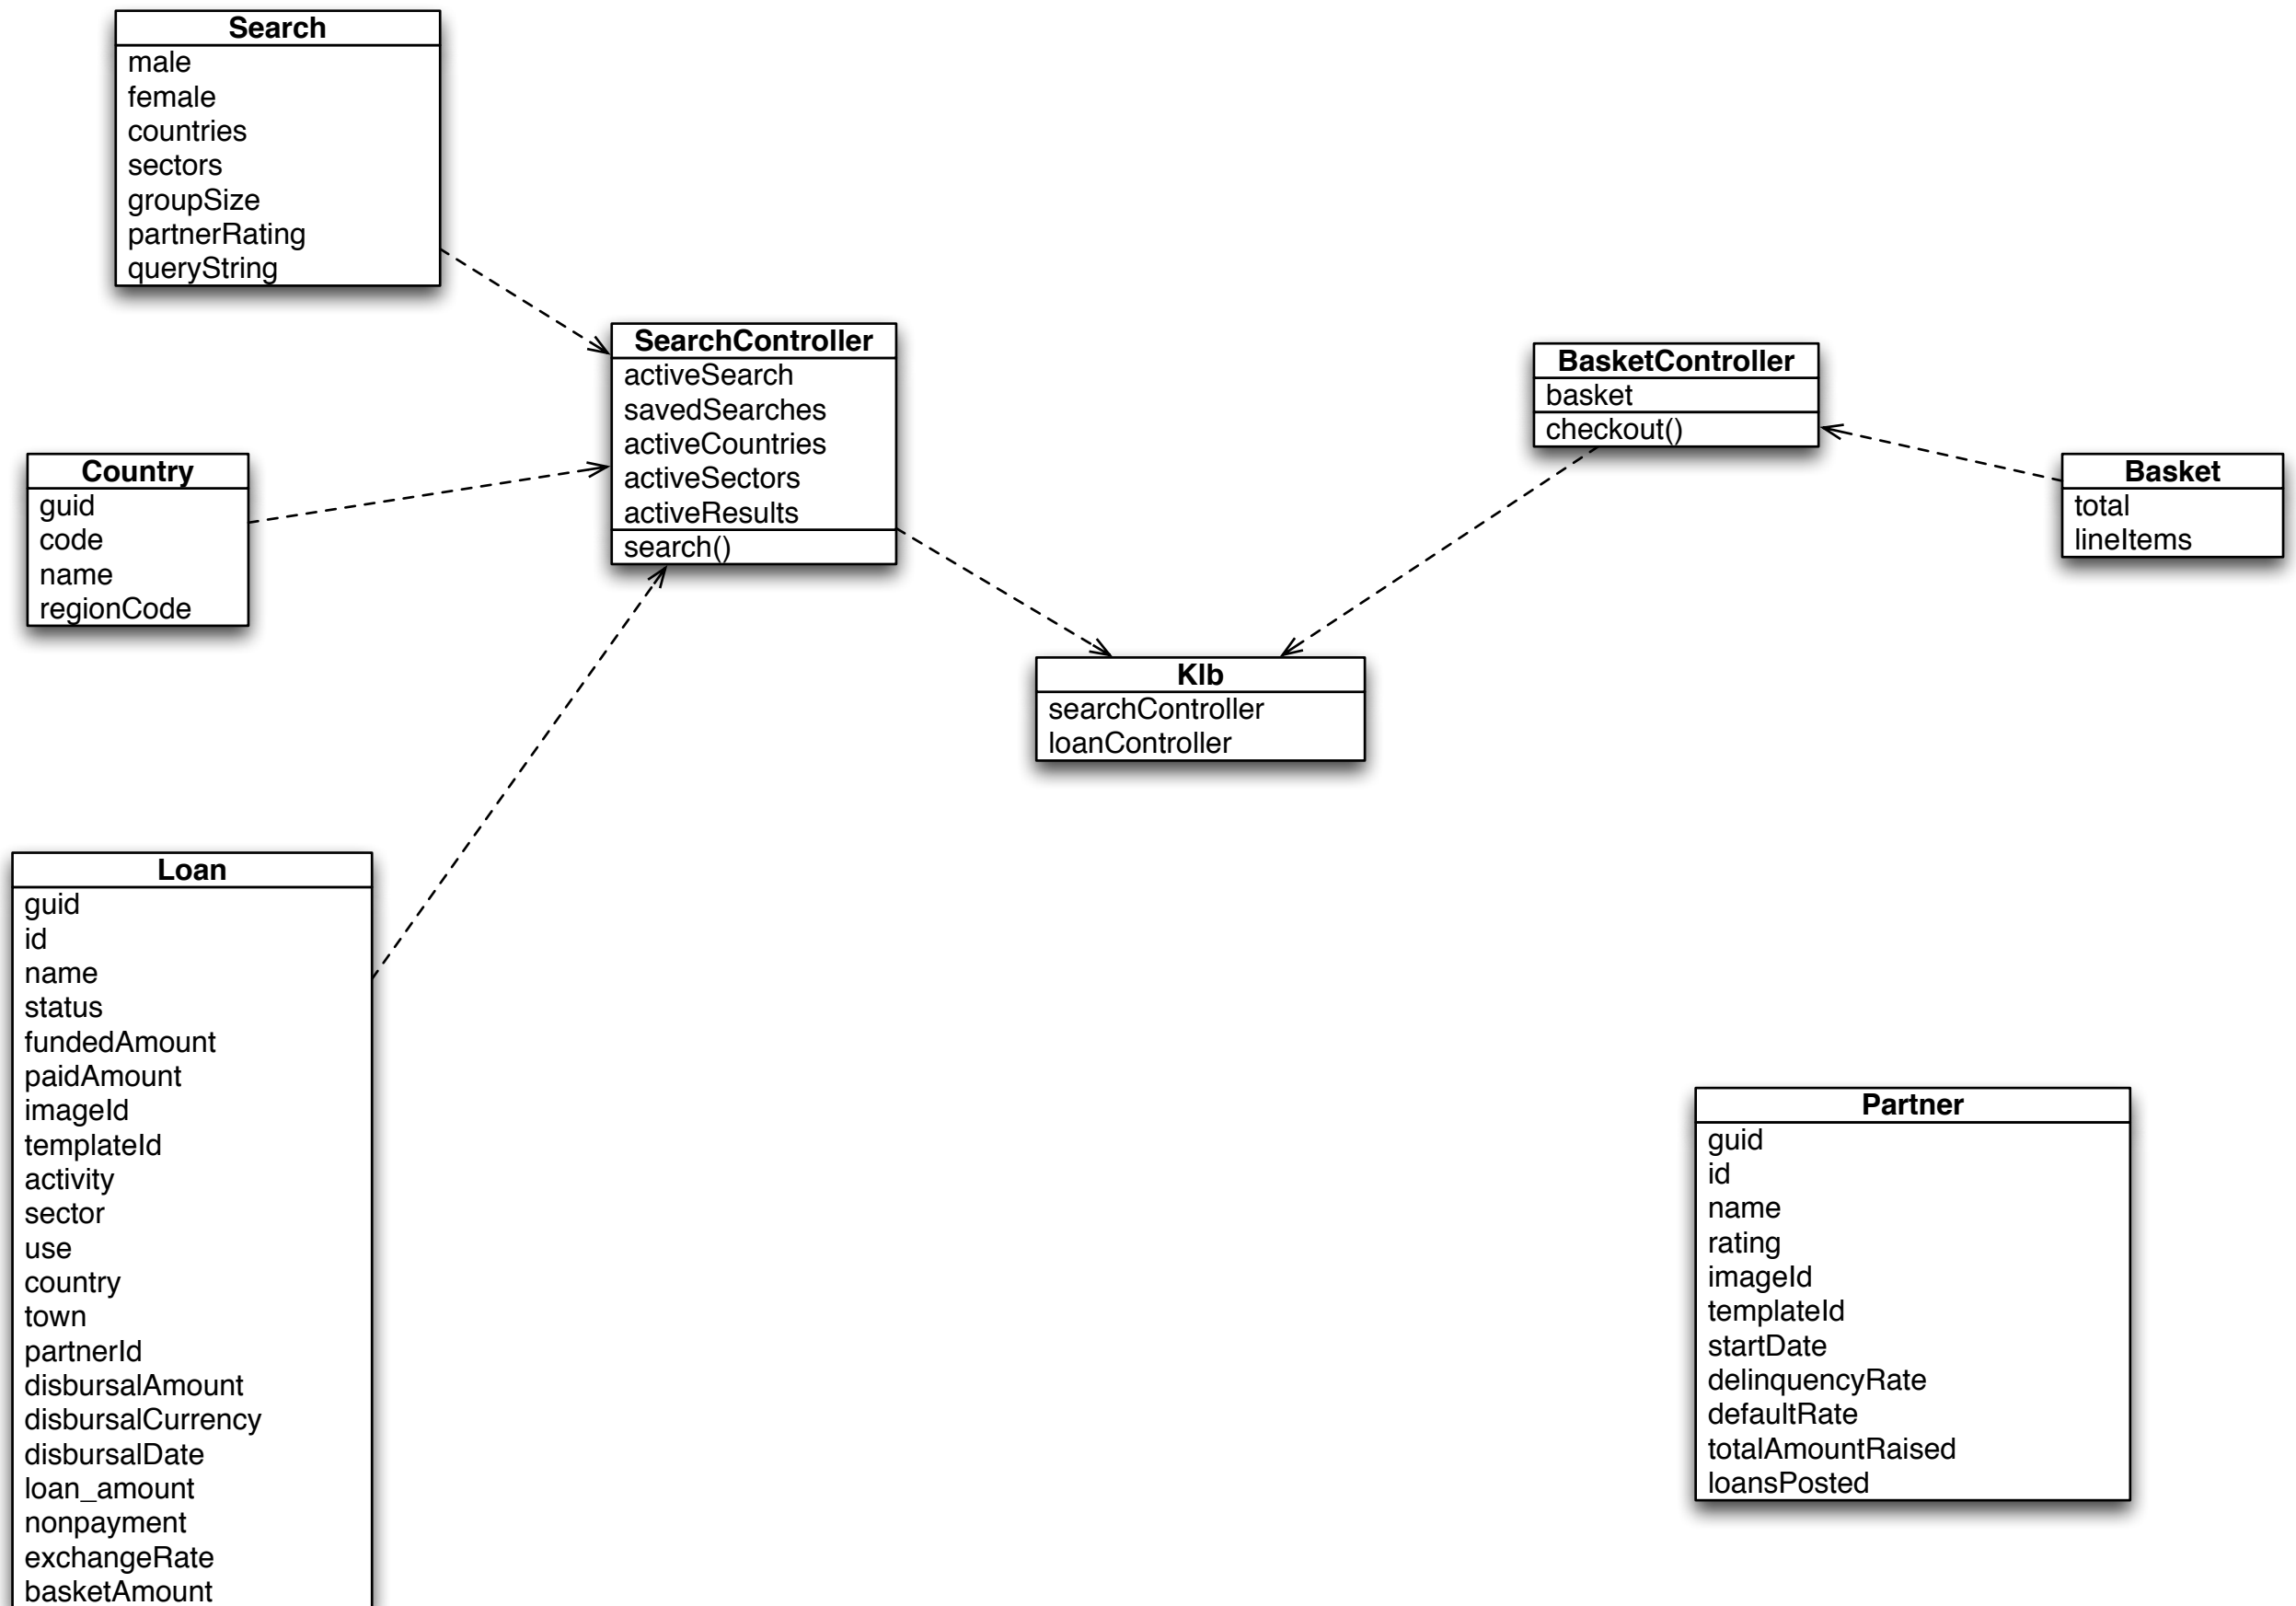 Search
male
female
countries
sectors
groupSize
partnerRating
queryString
SearchController
activeSearch
savedSearches
activeCountries
activeSectors
activeResults
search()
BasketController
basket
checkout()
Country
guid
code
name
regionCode
Basket
total
lineItems
Klb
searchController
loanController
Loan
guid
id
name
status
fundedAmount
paidAmount
imageId
templateId
activity
sector
use
country
town
partnerId
disbursalAmount
disbursalCurrency
disbursalDate
loan_amount
nonpayment
exchangeRate
basketAmount
Partner
guid
id
name
rating
imageId
templateId
startDate
delinquencyRate
defaultRate
totalAmountRaised
loansPosted